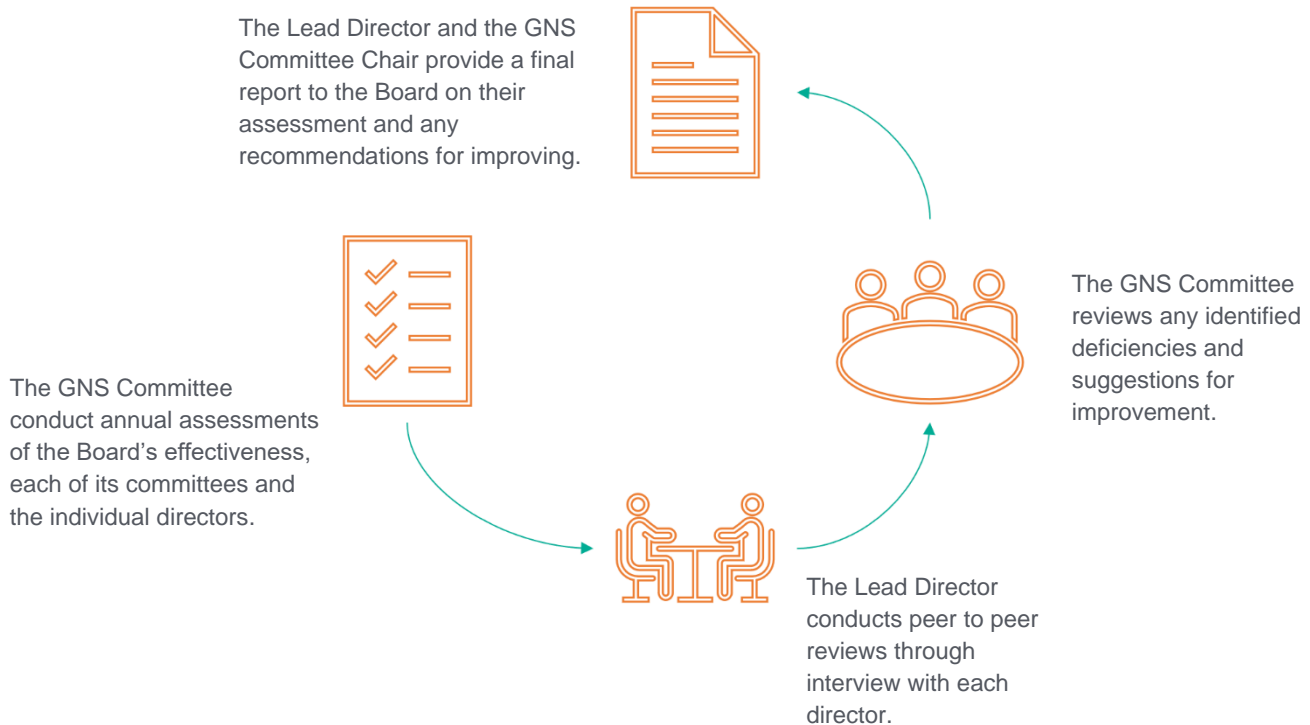 The Lead Director and the GNS
Committee Chair provide a final
report to the Board on their
assessment and any
recommendations for improving.
The GNS Committee
conduct annual assessments
of the Board’s effectiveness,
each of its committees and
the individual directors.
The Lead Director
conducts peer to peer
reviews through
interview with each
director.
The GNS Committee
reviews any identified
deficiencies and
suggestions for
improvement.